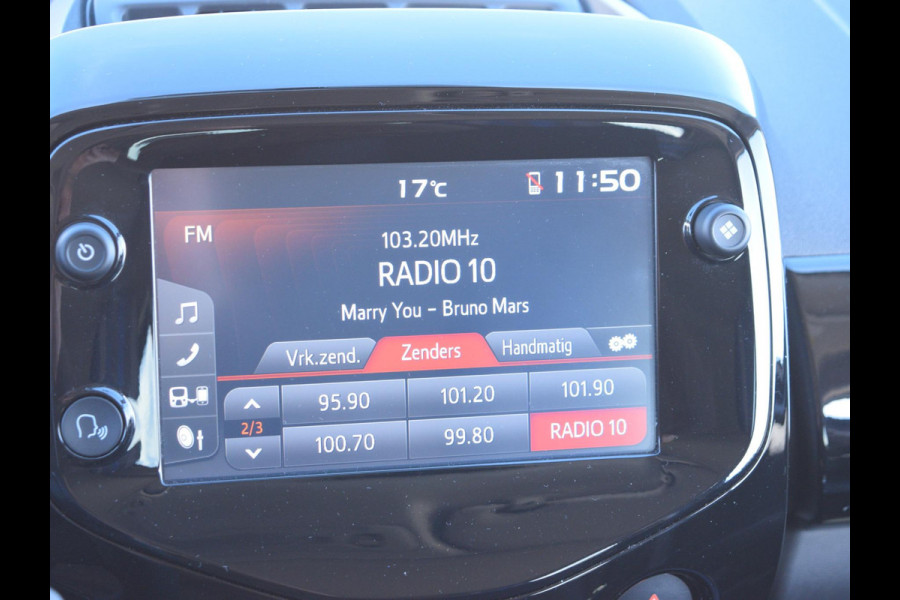 17°C 11:50
FM
103.20MHz
RADIO 10
Marry You – Bruno Mars
Vrk.zend. Zenders Handmatig
95.90 101.20 101.90
2/3
100.70 99.80 RADIO 10